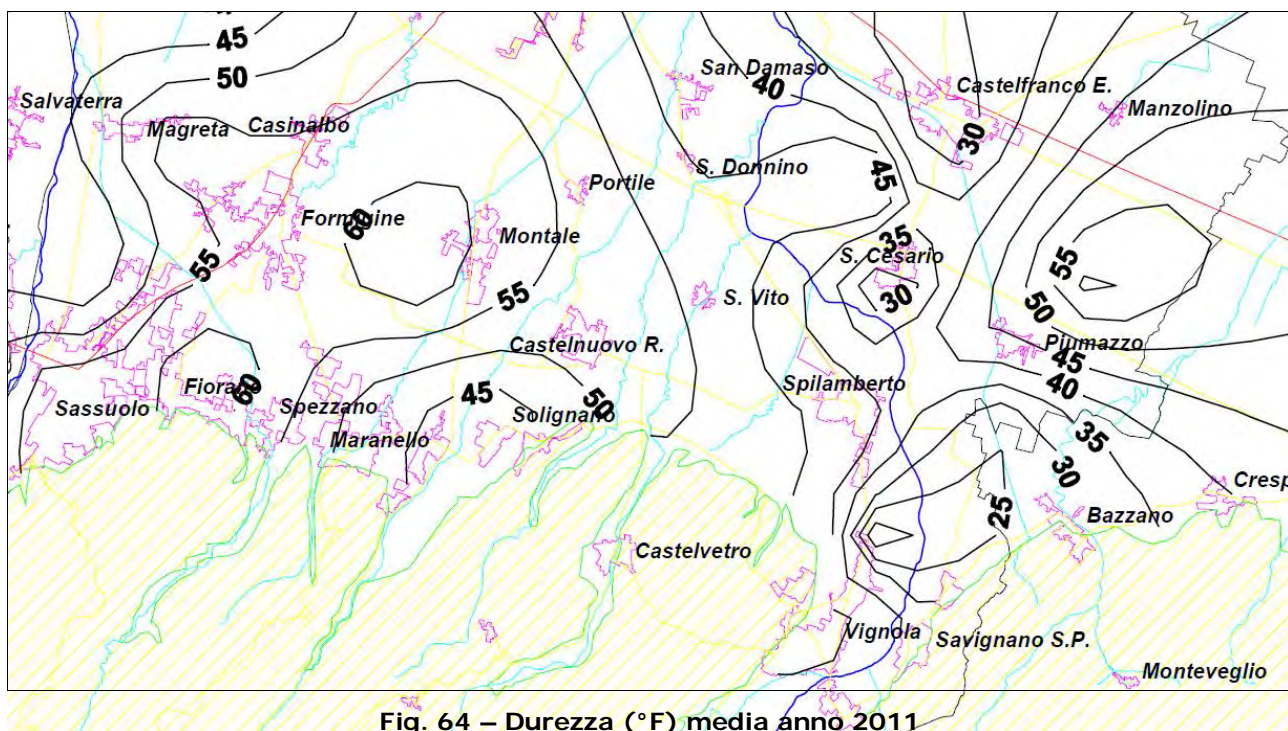 45
50
San Damaso
40
Castelfranco E.
Salvaterra
Manzolino
Magreta
Casinalbo
30
S. Donnino
45
Portile
Formigine
60
Montale
35
S. Cesario
55
55
30
55
S. Vito
50
Castelnuovo R.
Piumazzo
45
Fiorano
60
Spilamberto
40
Sassuolo
Spezzano
45
Solignano
50
Maranello
35
30
Cresp
25
Bazzano
Castelvetro
Vignola
Savignano S.P.
Monteveglio
Fig. 64 – Durezza (°F) media anno 2011